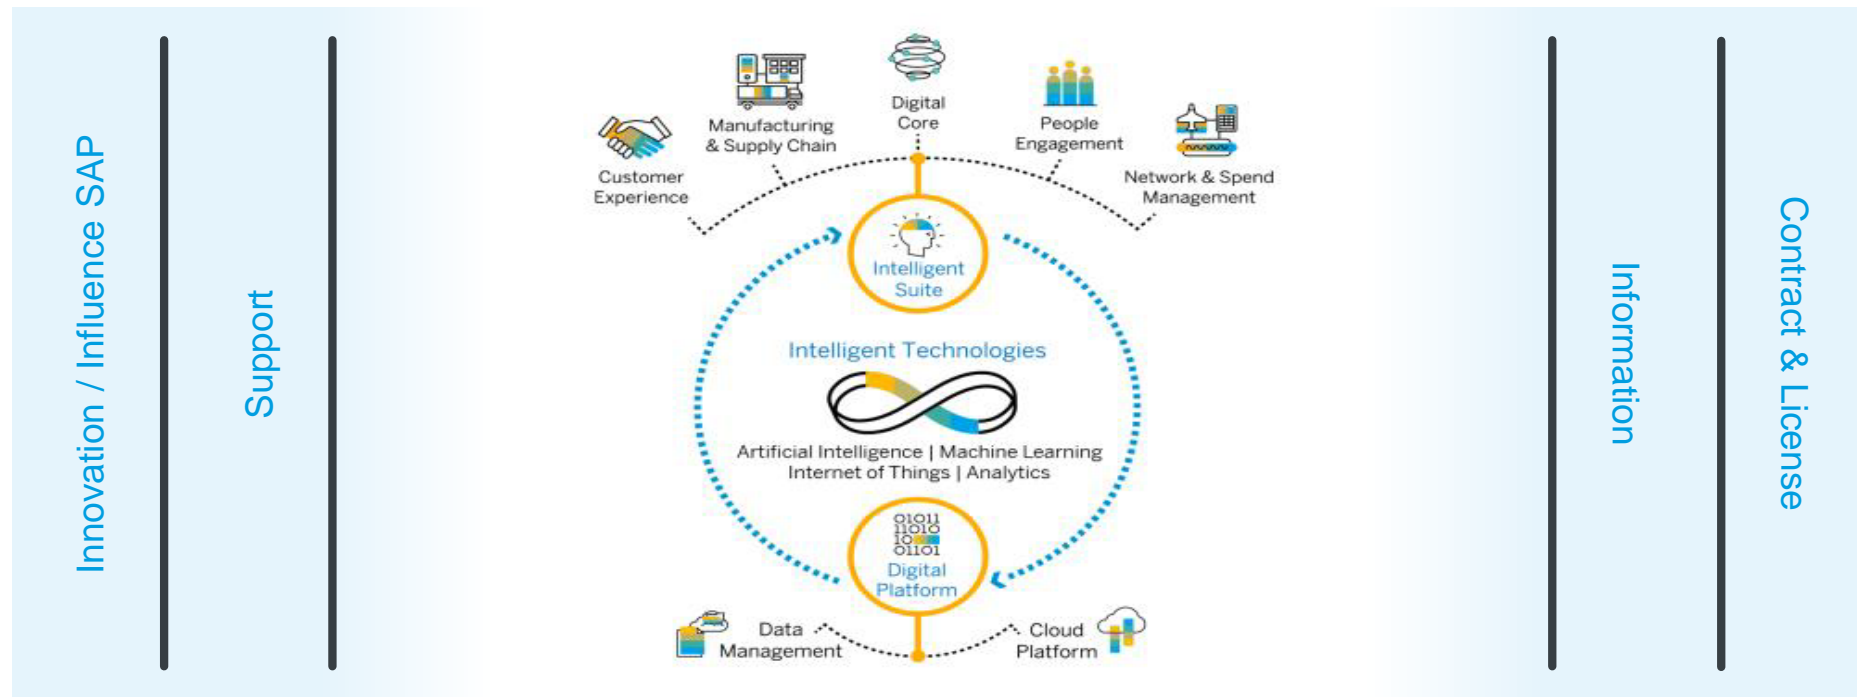 Innovation / Influence SAP
Support
Digital
Core
Manufacturing
& Supply Chain
People
Engagement
Customer
Experience
Network & Spend
Management
Intelligent
Suite
Intelligent Technologies
Artificial Intelligence | Machine Learning
Internet of Things | Analytics
01011
11010
10
01101
Digital
Platform
Data
Management
Cloud
Platform
Information
Contract & License